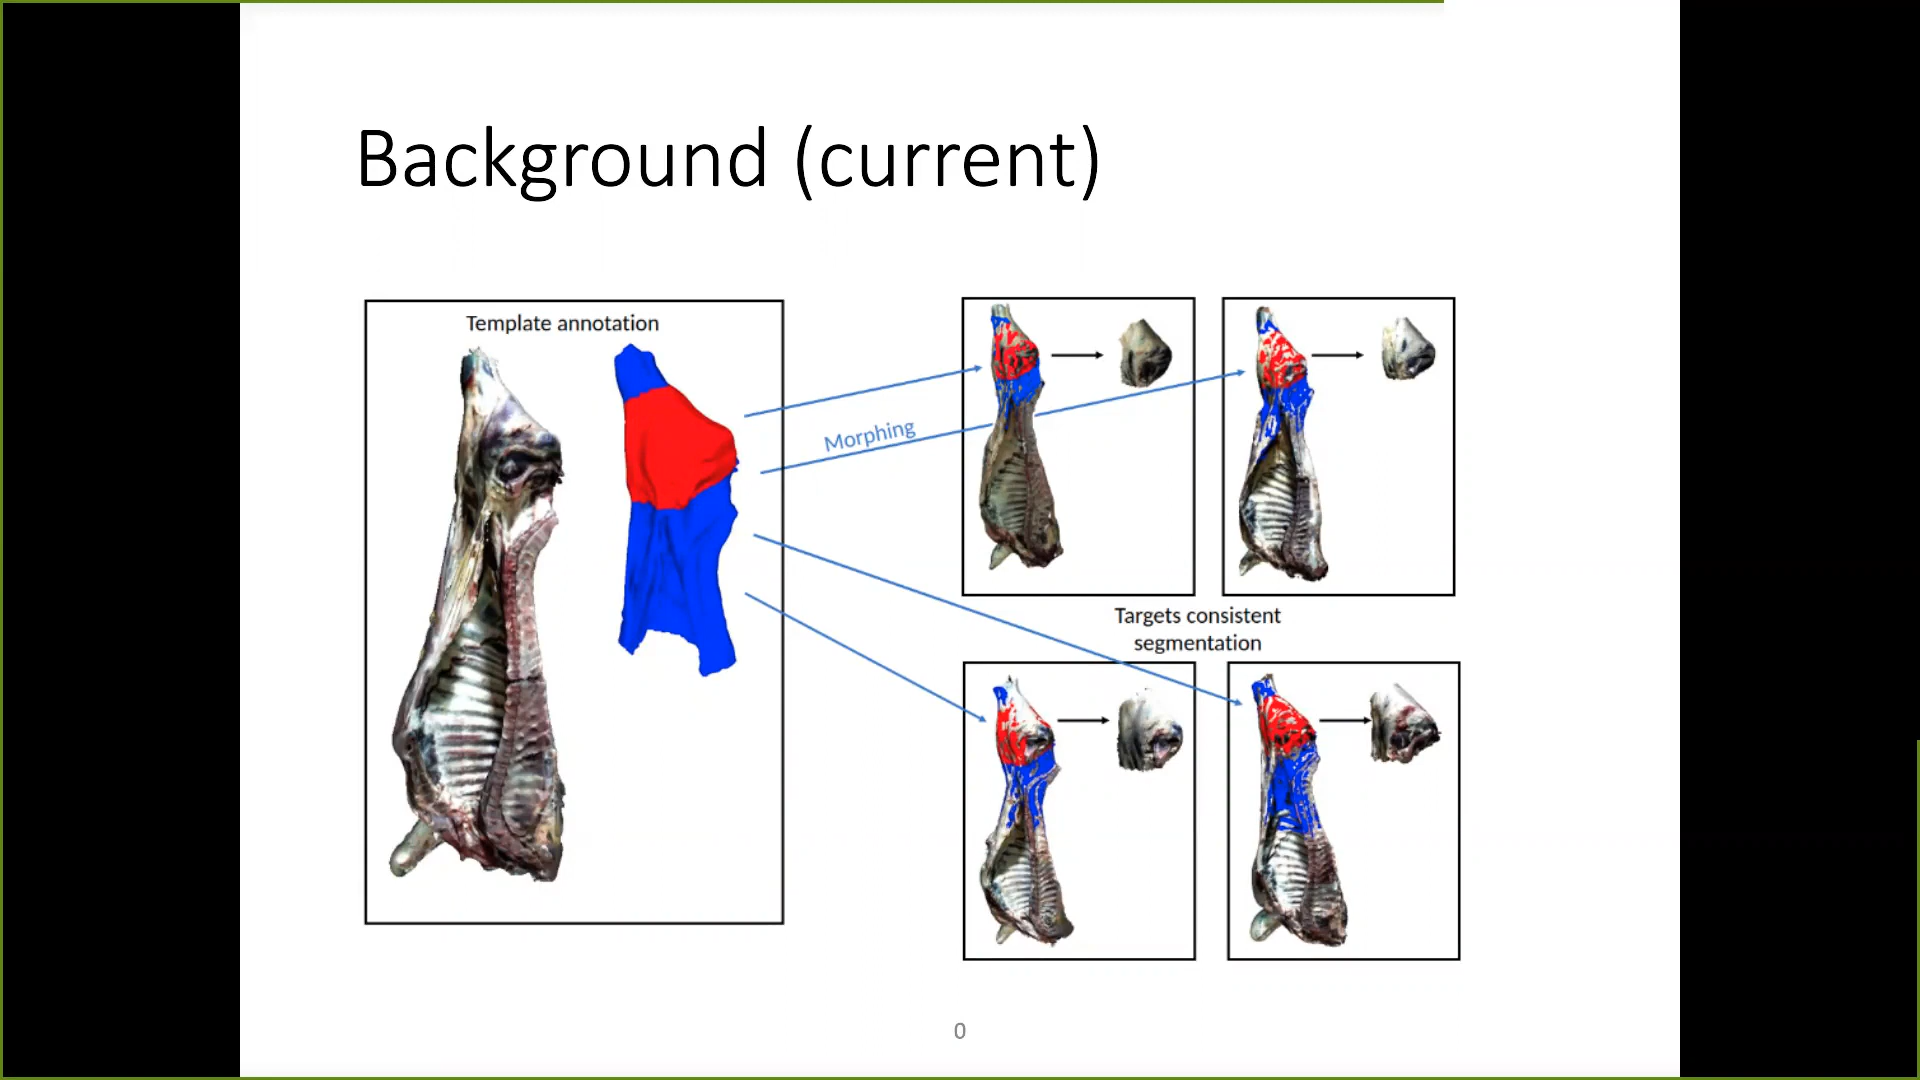 Background (current)
Template annotation
Morphing
Targets consistent
segmentation
0